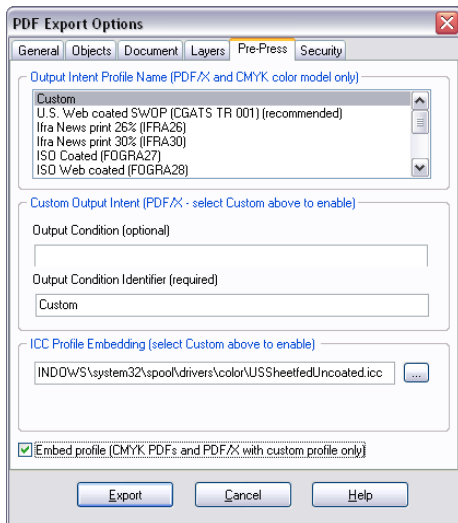 PDF Export Options
General Objects Document Layers Pre-Press Security
Output Intent Profile Name (PDF/X and CMYK color model only)
Custom
U.S. Web coated SWOP (CGATS TR 001) (recommended)
Ifra News print 26% (IFRA26)
Ifra News print 30% (IFRA30)
ISO Coated (FOGRA27)
ISO Web coated (FOGRA28)
Custom Output Intent (PDF/X - select Custom above to enable)
Output Condition (optional)
Output Condition Identifier (required)
Custom
ICC Profile Embedding (select Custom above to enable)
INDOWS\system32\spool\drivers\color\USSheetfedUncoated.icc ...
Embed profile (CMYK PDFs and PDF/X with custom profile only)
Export Cancel Help